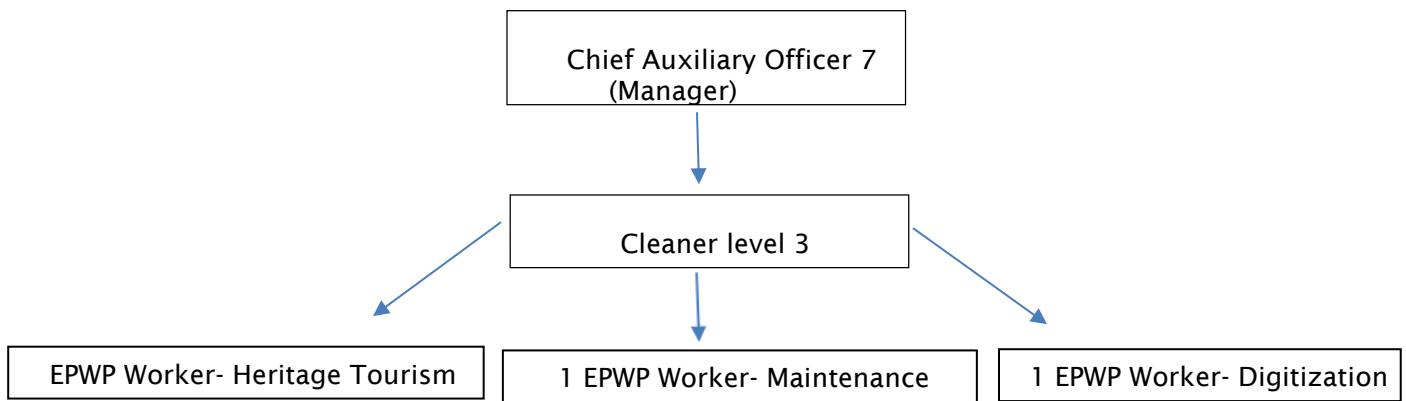 Chief Auxiliary Officer 7
(Manager)
Cleaner level 3
EPWP Worker- Heritage Tourism
1 EPWP Worker- Maintenance
1 EPWP Worker- Digitization